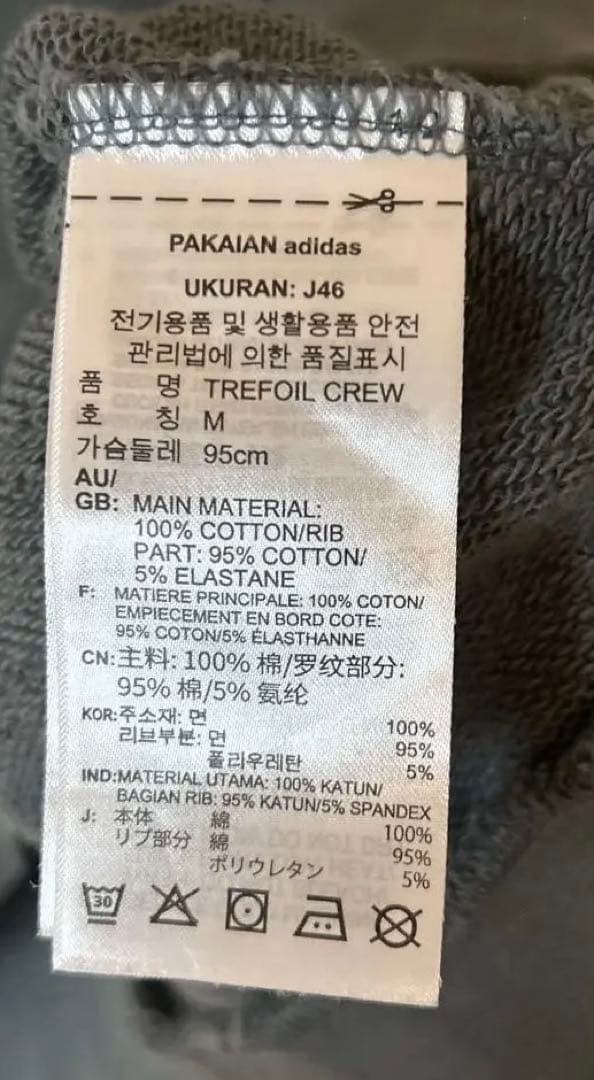 PAKAIAN adidas
UKURAN: J46
전기용품 및 생활용품 안전
관리법에 의한 품질표시
품 명 TREFOIL CREW
호 칭 M
가슴둘레 95cm
AU/
GB: MAIN MATERIAL:
100% COTTON/RIB
PART: 95% COTTON/
5% ELASTANE
F: MATIERE PRINCIPALE: 100% COTON/
EMPIECEMENT EN BORD COTE:
95% COTON/5% ÉLASTHANNE
CN:主料: 100% 棉/罗纹部分:
95% 棉/5% 氨纶
KOR:주소재: 면 100%
리브부분: 면 95%
폴리우레탄 5%
IND:MATERIAL UTAMA: 100% KATUN/
BAGIAN RIB: 95% KATUN/5% SPANDEX
J: 本体 綿 100%
リブ部分 綿 95%
ポリウレタン 5%
30